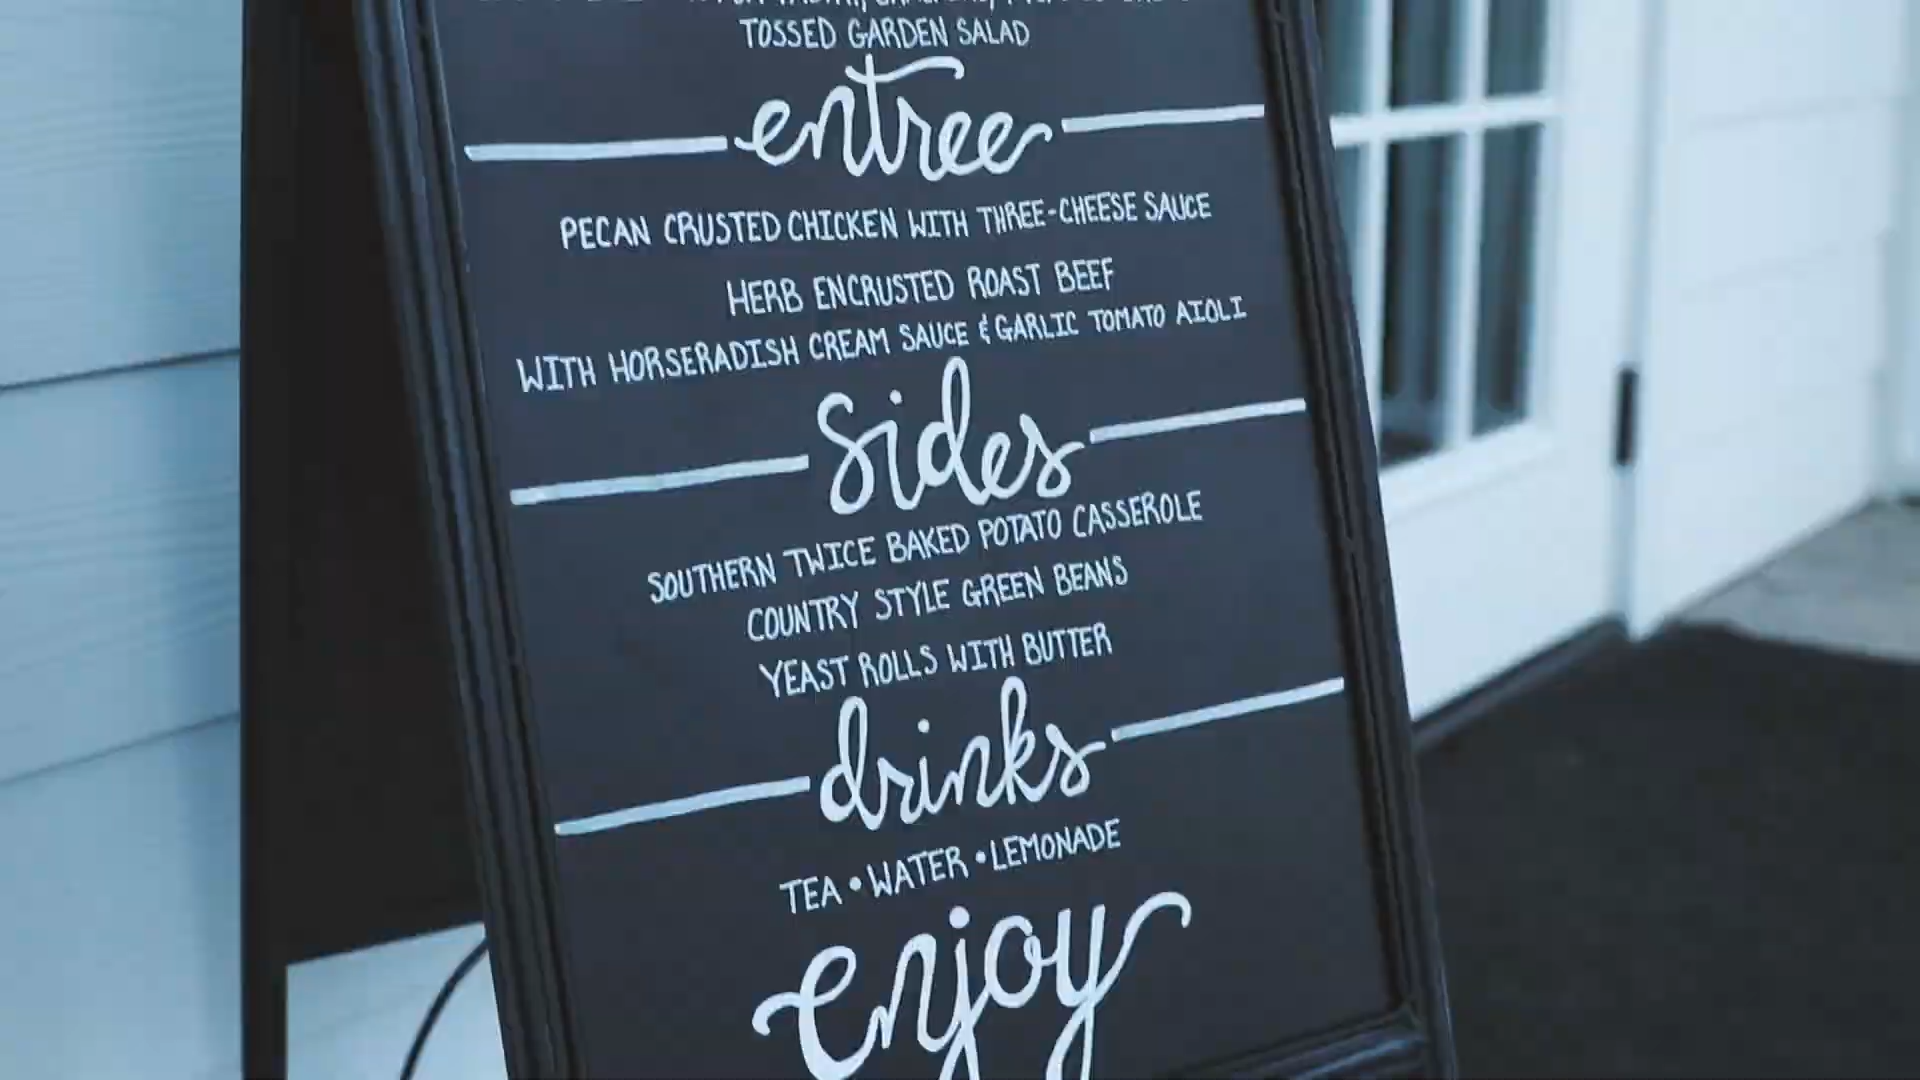 TOSSED GARDEN SALAD
entree
PECAN CRUSTED CHICKEN WITH THREE-CHEESE SAUCE
HERB ENCRUSTED ROAST BEEF
WITH HORSERADISH CREAM SAUCE & GARLIC TOMATO AIOLI
Sides
SOUTHERN TWICE BAKED POTATO CASSEROLE
COUNTRY STYLE GREEN BEANS
YEAST ROLLS WITH BUTTER
drinks
TEA • WATER • LEMONADE
enjoy